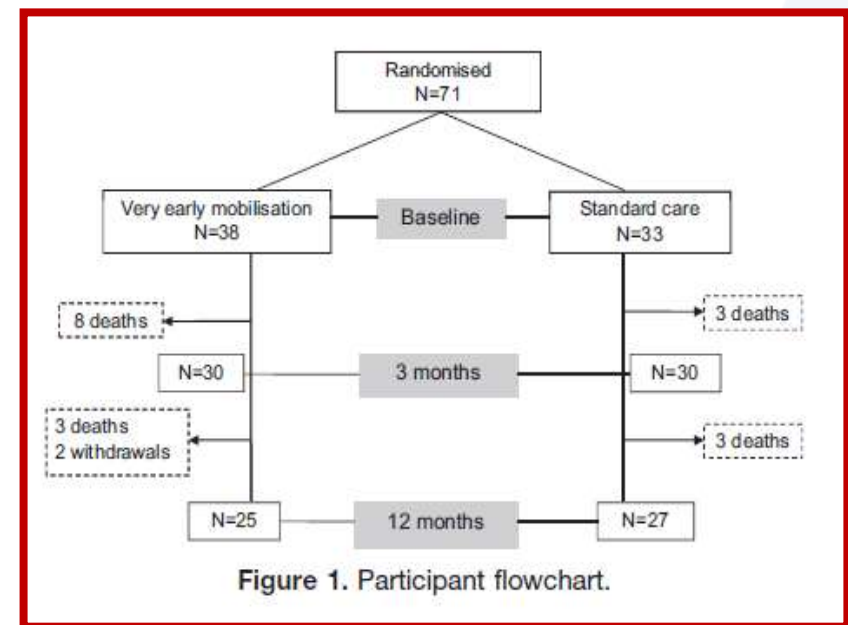 Randomised
N=71
Very early mobilisation
N=38
Baseline
Standard care
N=33
8 deaths
3 deaths
N=30
3 months
N=30
3 deaths
2 withdrawals
3 deaths
N=25
12 months
N=27
Figure 1. Participant flowchart.